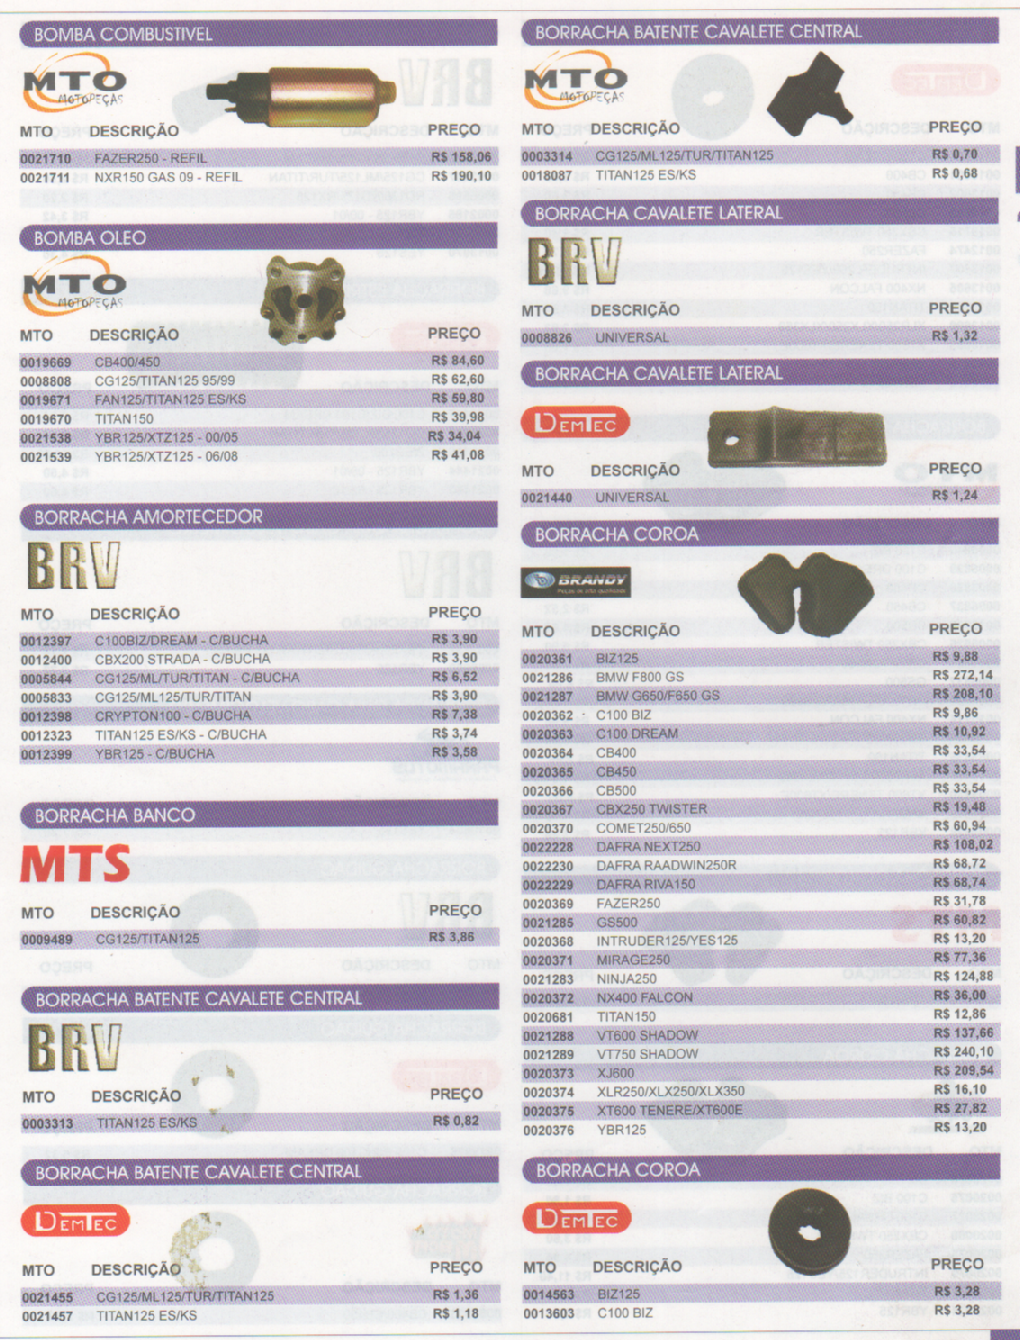 BOMBA COMBUSTIVEL
MTO
MOTOPEÇAS
MTO DESCRIÇÃO PREÇO
0021710 FAZER250 - REFIL R$ 158,06
0021711 NXR150 GAS 09 - REFIL R$ 190,10
BOMBA OLEO
MTO
MOTOPEÇAS
MTO DESCRIÇÃO PREÇO
0019669 CB400/450 R$ 84,60
0008808 CG125/TITAN125 95/99 R$ 62,60
0019671 FAN125/TITAN125 ES/KS R$ 59,80
0019670 TITAN150 R$ 39,98
0021538 YBR125/XTZ125 - 00/05 R$ 34,04
0021539 YBR125/XTZ125 - 06/08 R$ 41,08
BORRACHA AMORTECEDOR
BRV
MTO DESCRIÇÃO PREÇO
0012397 C100BIZ/DREAM - C/BUCHA R$ 3,90
0012400 CBX200 STRADA - C/BUCHA R$ 3,90
0005844 CG125/ML/TUR/TITAN - C/BUCHA R$ 6,52
0005833 CG125/ML125/TUR/TITAN R$ 3,90
0012398 CRYPTON100 - C/BUCHA R$ 7,38
0012323 TITAN125 ES/KS - C/BUCHA R$ 3,74
0012399 YBR125 - C/BUCHA R$ 3,58
BORRACHA BANCO
MTS
MTO DESCRIÇÃO PREÇO
0009489 CG125/TITAN125 R$ 3,86
BORRACHA BATENTE CAVALETE CENTRAL
BRV
MTO DESCRIÇÃO PREÇO
0003313 TITAN125 ES/KS R$ 0,82
BORRACHA BATENTE CAVALETE CENTRAL
DEMTEC
MTO DESCRIÇÃO PREÇO
0021455 CG125/ML125/TUR/TITAN125 R$ 1,36
0021457 TITAN125 ES/KS R$ 1,18
BORRACHA BATENTE CAVALETE CENTRAL
MTO
MOTOPEÇAS
MTO DESCRIÇÃO PREÇO
0003314 CG125/ML125/TUR/TITAN125 R$ 0,70
0018087 TITAN125 ES/KS R$ 0,68
BORRACHA CAVALETE LATERAL
BRV
MTO DESCRIÇÃO PREÇO
0008826 UNIVERSAL R$ 1,32
BORRACHA CAVALETE LATERAL
DEMTEC
MTO DESCRIÇÃO PREÇO
0021440 UNIVERSAL R$ 1,24
BORRACHA COROA
BRANDY
MTO DESCRIÇÃO PREÇO
0020361 BIZ125 R$ 9,88
0021286 BMW F800 GS R$ 272,14
0021287 BMW G650/F650 GS R$ 208,10
0020362 C100 BIZ R$ 9,86
0020363 C100 DREAM R$ 10,92
0020364 CB400 R$ 33,54
0020365 CB450 R$ 33,54
0020366 CB500 R$ 33,54
0020367 CBX250 TWISTER R$ 19,48
0020370 COMET250/650 R$ 60,94
0022228 DAFRA NEXT250 R$ 108,02
0022230 DAFRA RAADWIN250R R$ 68,72
0022229 DAFRA RIVA150 R$ 68,74
0020369 FAZER250 R$ 31,78
0021285 GS500 R$ 60,82
0020368 INTRUDER125/YES125 R$ 13,20
0020371 MIRAGE250 R$ 77,36
0021283 NINJA250 R$ 124,88
0020372 NX400 FALCON R$ 36,00
0020681 TITAN150 R$ 12,86
0021288 VT600 SHADOW R$ 137,66
0021289 VT750 SHADOW R$ 240,10
0020373 XJ600 R$ 209,54
0020374 XLR250/XLX250/XLX350 R$ 16,10
0020375 XT600 TENERE/XT600E R$ 27,82
0020376 YBR125 R$ 13,20
BORRACHA COROA
DEMTEC
MTO DESCRIÇÃO PREÇO
0014563 BIZ125 R$ 3,28
0013603 C100 BIZ R$ 3,28